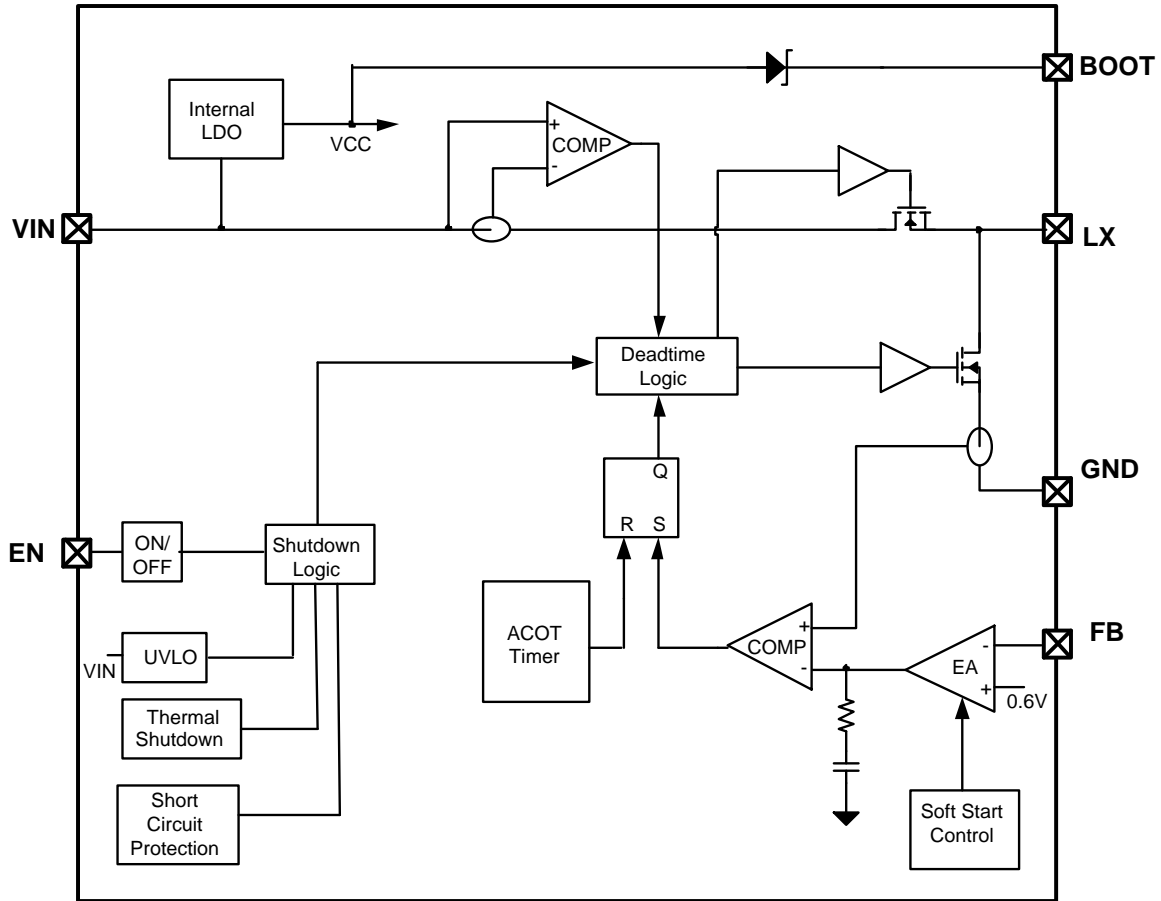 BOOT
Internal
LDO
VCC
+
COMP
-
VIN
LX
Deadtime
Logic
Q
R S
GND
EN
ON/
OFF
Shutdown
Logic
ACOT
Timer
+
COMP
-
FB
-
EA
+
0.6V
VIN
UVLO
Thermal
Shutdown
Short
Circuit
Protection
Soft Start
Control